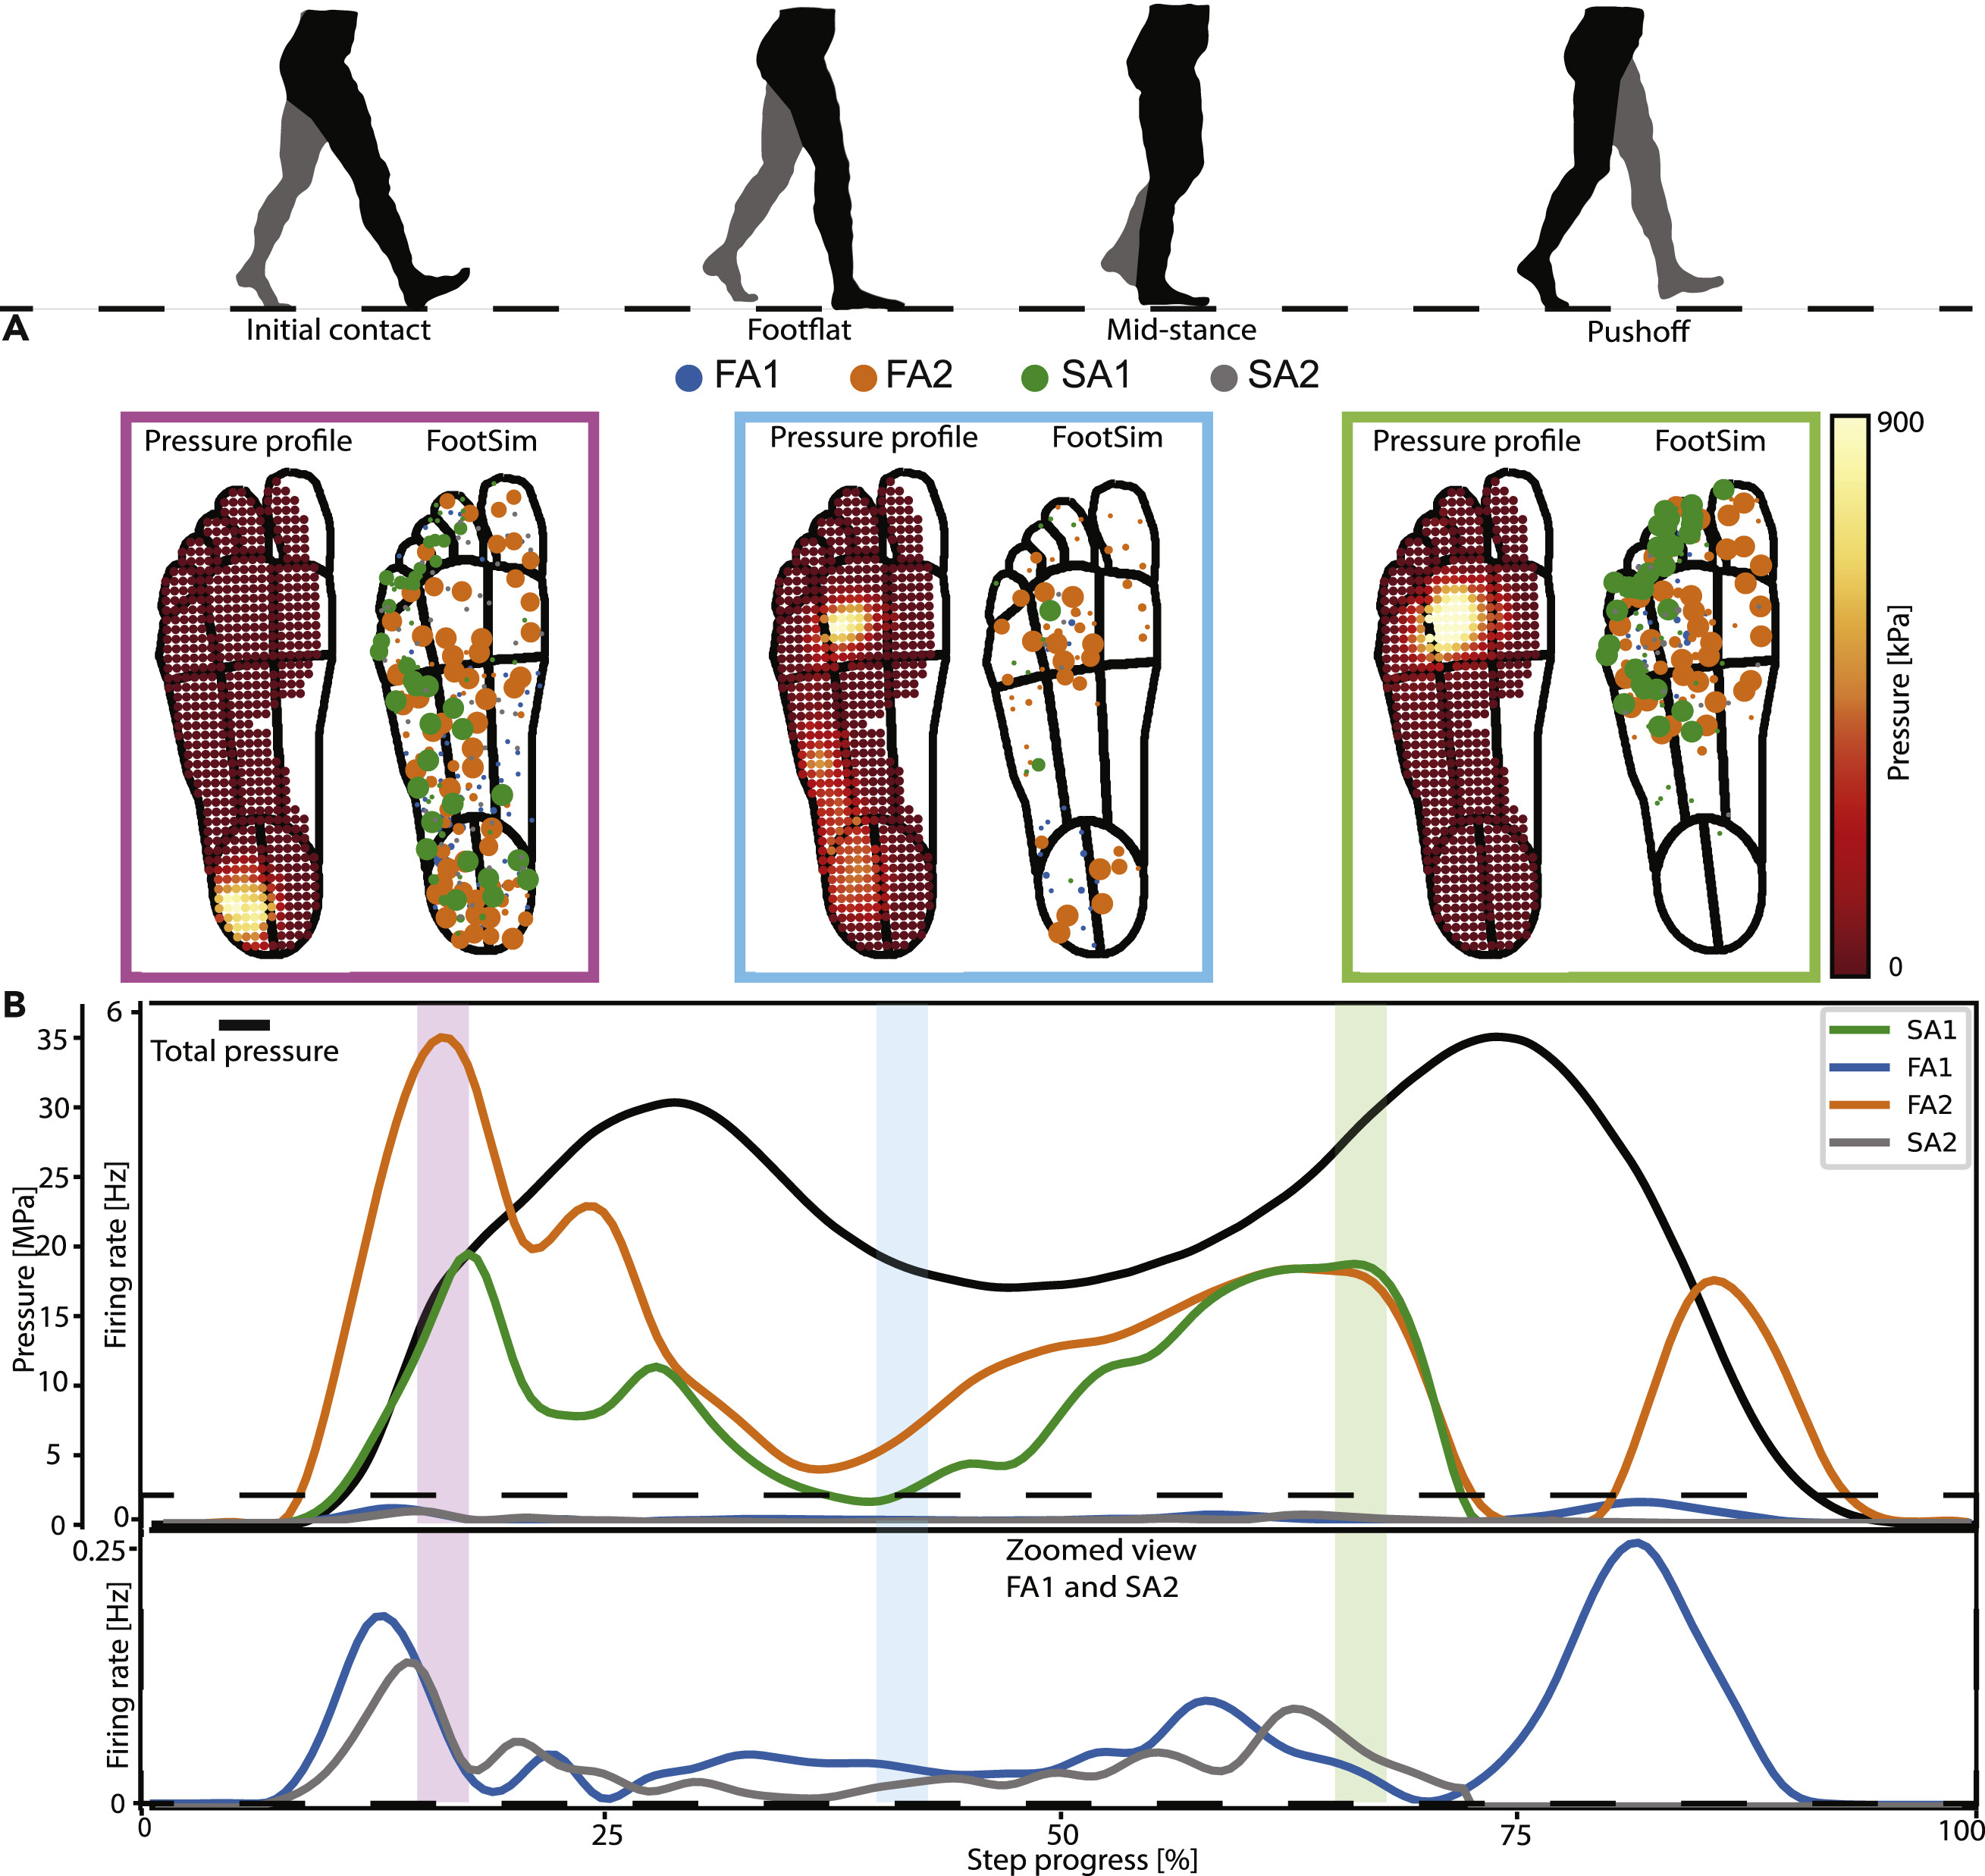 Initial contact
Footflat
Mid-stance
Pushoff
A
FA1
FA2
SA1
SA2
Pressure profile
FootSim
Pressure profile
FootSim
Pressure profile
FootSim
900
0
Pressure [kPa]
B
Total pressure
SA1
FA1
FA2
SA2
Pressure [MPa]
35
30
25
20
15
10
5
0
Firing rate [Hz]
6
0
Zoomed view
FA1 and SA2
Firing rate [Hz]
0.25
0
0
25
50
75
100
Step progress [%]